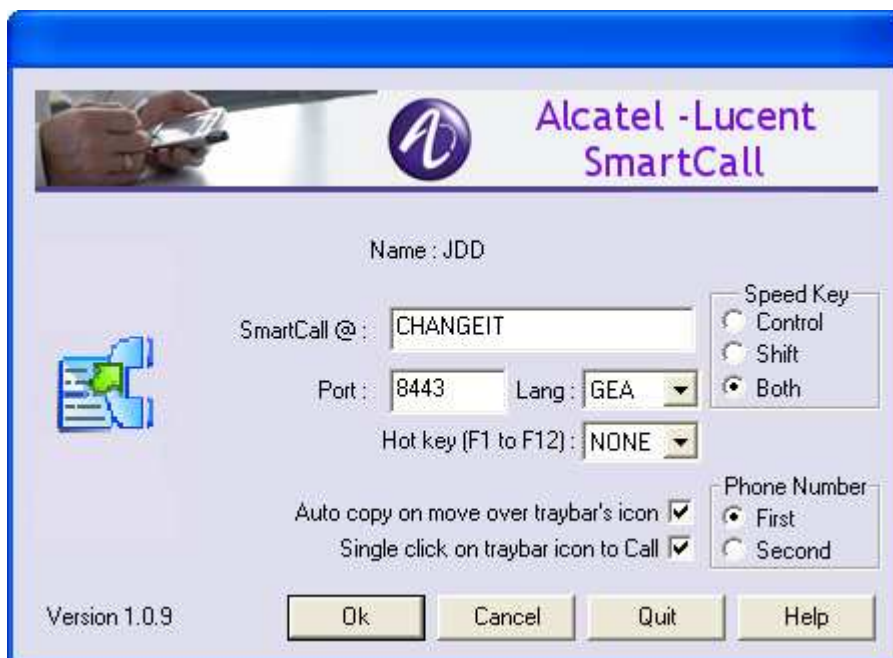 Alcatel -Lucent
SmartCall
Name : JDD
Speed Key
SmartCall @ : CHANGEIT
Control
Shift
Port : 8443 Lang : GEA
Both
Hot key (F1 to F12) : NONE
Phone Number
Auto copy on move over traybar's icon
First
Single click on traybar icon to Call
Second
Version 1.0.9
Ok
Cancel
Quit
Help